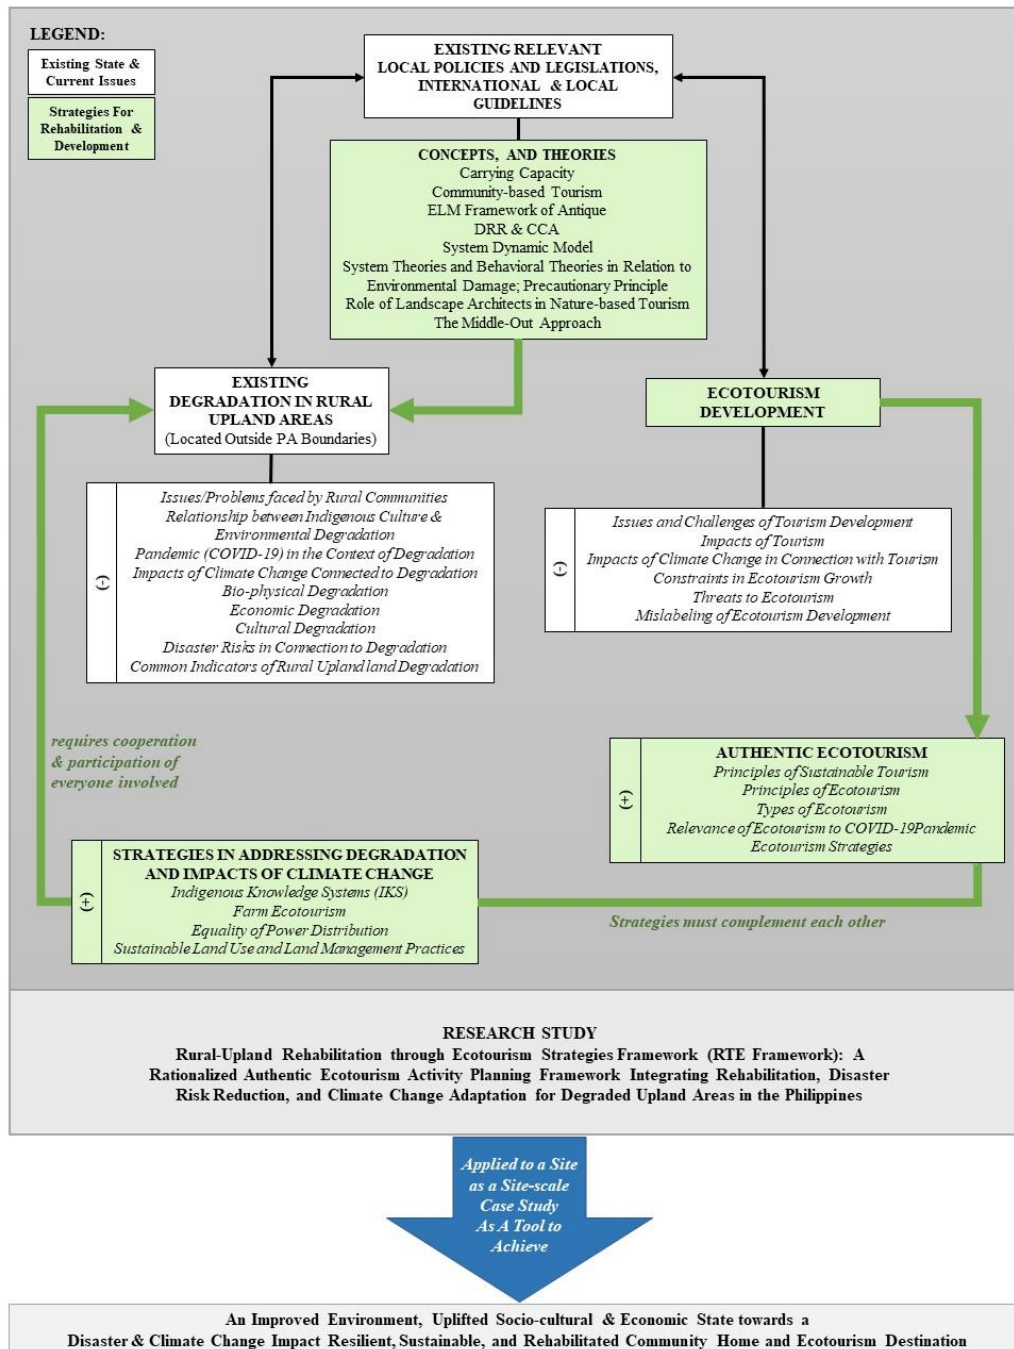 LEGEND:
Existing State &
Current Issues
Strategies For
Rehabilitation &
Development
EXISTING RELEVANT
LOCAL POLICIES AND LEGISLATIONS,
INTERNATIONAL & LOCAL
GUIDELINES
CONCEPTS, AND THEORIES
Carrying Capacity
Community-based Tourism
ELM Framework of Antique
DRR & CCA
System Dynamic Model
System Theories and Behavioral Theories in Relation to
Environmental Damage; Precautionary Principle
Role of Landscape Architects in Nature-based Tourism
The Middle-Out Approach
EXISTING
DEGRADATION IN RURAL
UPLAND AREAS
(Located Outside PA Boundaries)
ECOTOURISM
DEVELOPMENT
(-)
Issues/Problems faced by Rural Communities
Relationship between Indigenous Culture &
Environmental Degradation
Pandemic (COVID-19) in the Context of Degradation
Impacts of Climate Change Connected to Degradation
Bio-physical Degradation
Economic Degradation
Cultural Degradation
Disaster Risks in Connection to Degradation
Common Indicators of Rural Upland land Degradation
(-)
Issues and Challenges of Tourism Development
Impacts of Tourism
Impacts of Climate Change in Connection with Tourism
Constraints in Ecotourism Growth
Threats to Ecotourism
Mislabeling of Ecotourism Development
requires cooperation
& participation of
everyone involved
(+)
AUTHENTIC ECOTOURISM
Principles of Sustainable Tourism
Principles of Ecotourism
Types of Ecotourism
Relevance of Ecotourism to COVID-19Pandemic
Ecotourism Strategies
(+)
STRATEGIES IN ADDRESSING DEGRADATION
AND IMPACTS OF CLIMATE CHANGE
Indigenous Knowledge Systems (IKS)
Farm Ecotourism
Equality of Power Distribution
Sustainable Land Use and Land Management Practices
Strategies must complement each other
RESEARCH STUDY
Rural-Upland Rehabilitation through Ecotourism Strategies Framework (RTE Framework): A
Rationalized Authentic Ecotourism Activity Planning Framework Integrating Rehabilitation, Disaster
Risk Reduction, and Climate Change Adaptation for Degraded Upland Areas in the Philippines
Applied to a Site
as a Site-scale
Case Study
As A Tool to
Achieve
An Improved Environment, Uplifted Socio-cultural & Economic State towards a
Disaster & Climate Change Impact Resilient, Sustainable, and Rehabilitated Community Home and Ecotourism Destination